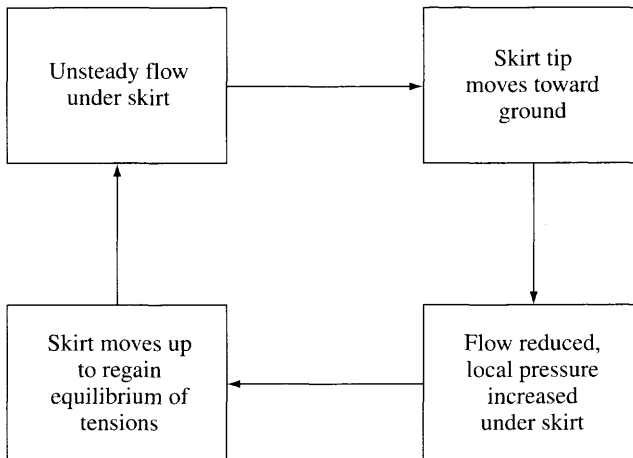 Unsteady flow
under skirt
Skirt tip
moves toward
ground
Flow reduced,
local pressure
increased
under skirt
Skirt moves up
to regain
equilibrium of
tensions